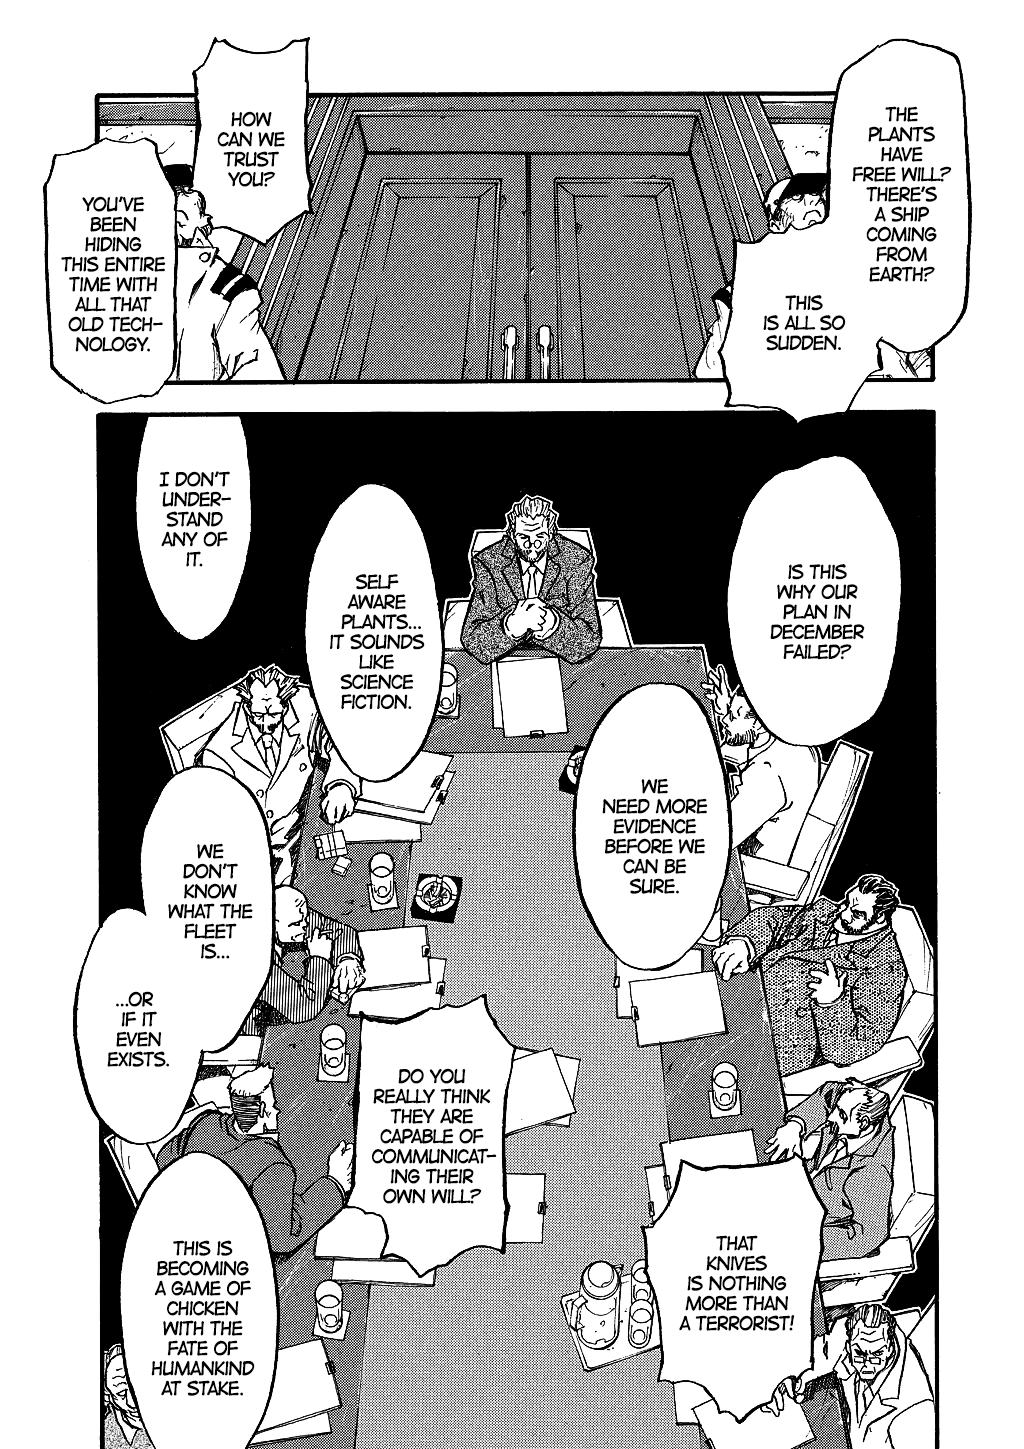 THE
PLANTS
HAVE
FREE WILL?
THERE'S
A SHIP
COMING
FROM
EARTH?
THIS
IS ALL SO
SUDDEN.
HOW
CAN WE
TRUST
YOU?
YOU'VE
BEEN
HIDING
THIS ENTIRE
TIME WITH
ALL THAT
OLD TECH-
NOLOGY.
IS THIS
WHY OUR
PLAN IN
DECEMBER
FAILED?
SELF
AWARE
PLANTS...
IT SOUNDS
LIKE
SCIENCE
FICTION.
I DON'T
UNDER-
STAND
ANY OF
IT.
WE
NEED MORE
EVIDENCE
BEFORE WE
CAN BE
SURE.
WE
DON'T
KNOW
WHAT THE
FLEET
IS...
...OR
IF IT
EVEN
EXISTS.
DO YOU
REALLY THINK
THEY ARE
CAPABLE OF
COMMUNICAT-
ING THEIR
OWN WILL?
THAT
KNIVES
IS NOTHING
MORE THAN
A TERRORIST!
THIS IS
BECOMING
A GAME OF
CHICKEN
WITH THE
FATE OF
HUMANKIND
AT STAKE.